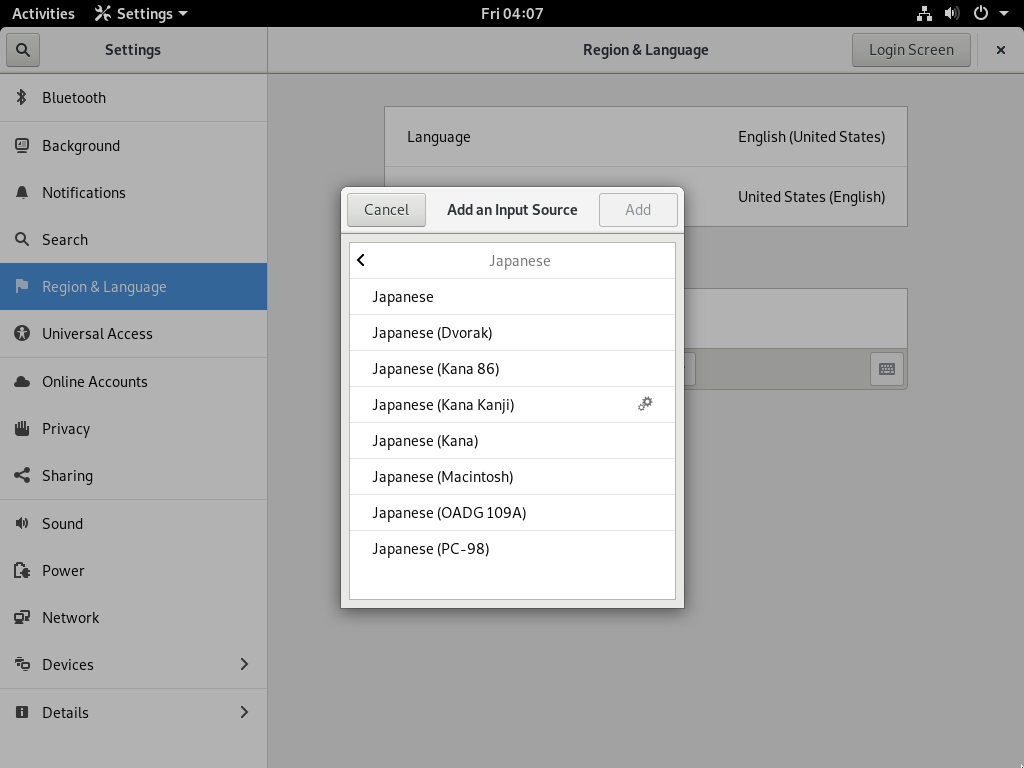 Activities Settings Fri 04:07
Settings Region & Language Login Screen
Bluetooth
Background
Notifications
Search
Region & Language
Universal Access
Online Accounts
Privacy
Sharing
Sound
Power
Network
Devices
Details
Language English (United States)
United States (English)
Cancel Add an Input Source Add
Japanese
Japanese
Japanese (Dvorak)
Japanese (Kana 86)
Japanese (Kana Kanji)
Japanese (Kana)
Japanese (Macintosh)
Japanese (OADG 109A)
Japanese (PC-98)